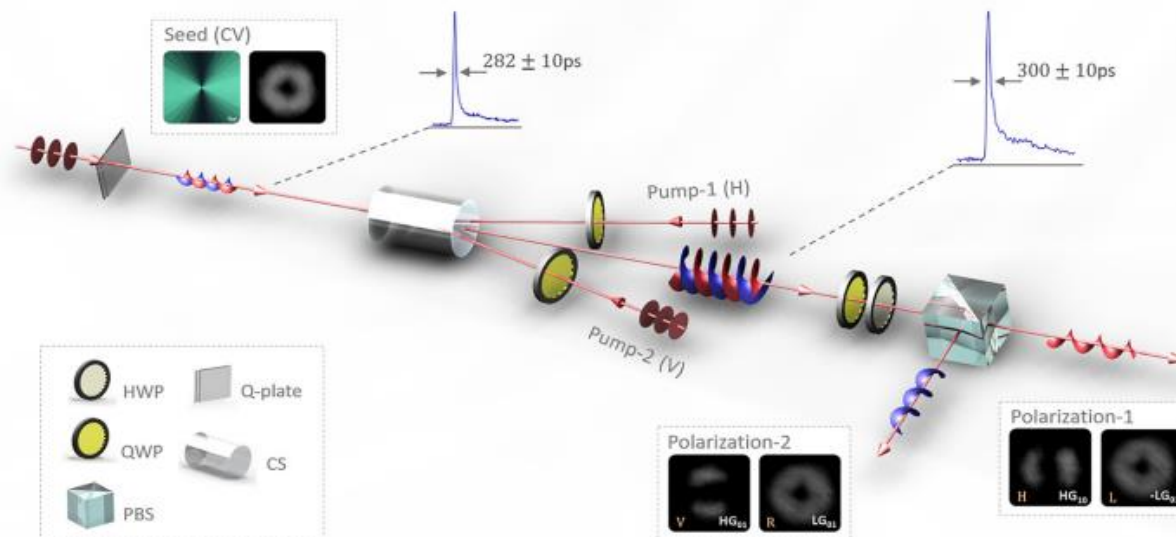 Seed (CV)
282 ± 10ps
300 ± 10ps
Pump-1 (H)
Pump-2 (V)
HWP
Q-plate
QWP
CS
PBS
Polarization-2
V
HG₀₁
R
LG₀₁
Polarization-1
H
HG₁₀
L